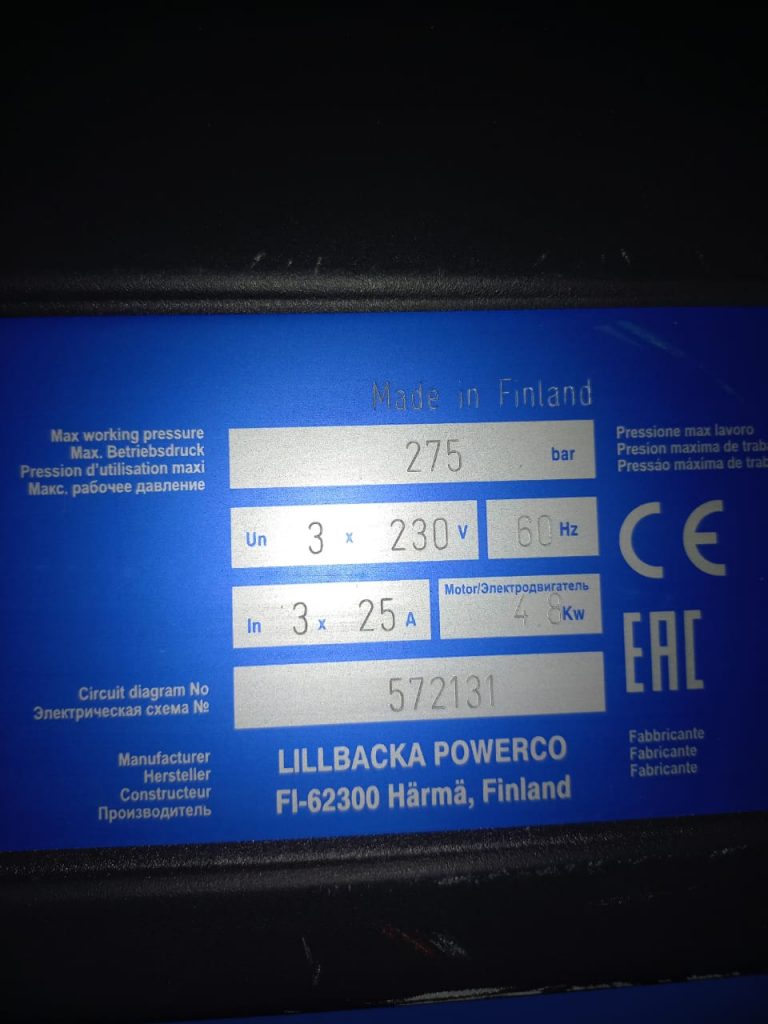 Made in Finland
Max working pressure
Max. Betriebsdruck
Pression d'utilisation maxi
Макс. рабочее давление
275 bar
Pressione max lavoro
Presion maxima de traba
Pressão máxima de trab
Un 3 x 230 V
60 Hz
CE
In 3 x 25 A
Motor/Электродвигатель
4.8 Kw
EAC
Circuit diagram No
Электрическая схема №
572131
Manufacturer
Hersteller
Constructeur
Производитель
LILLBACKA POWERCO
FI-62300 Härmä, Finland
Fabbricante
Fabricante
Fabricante